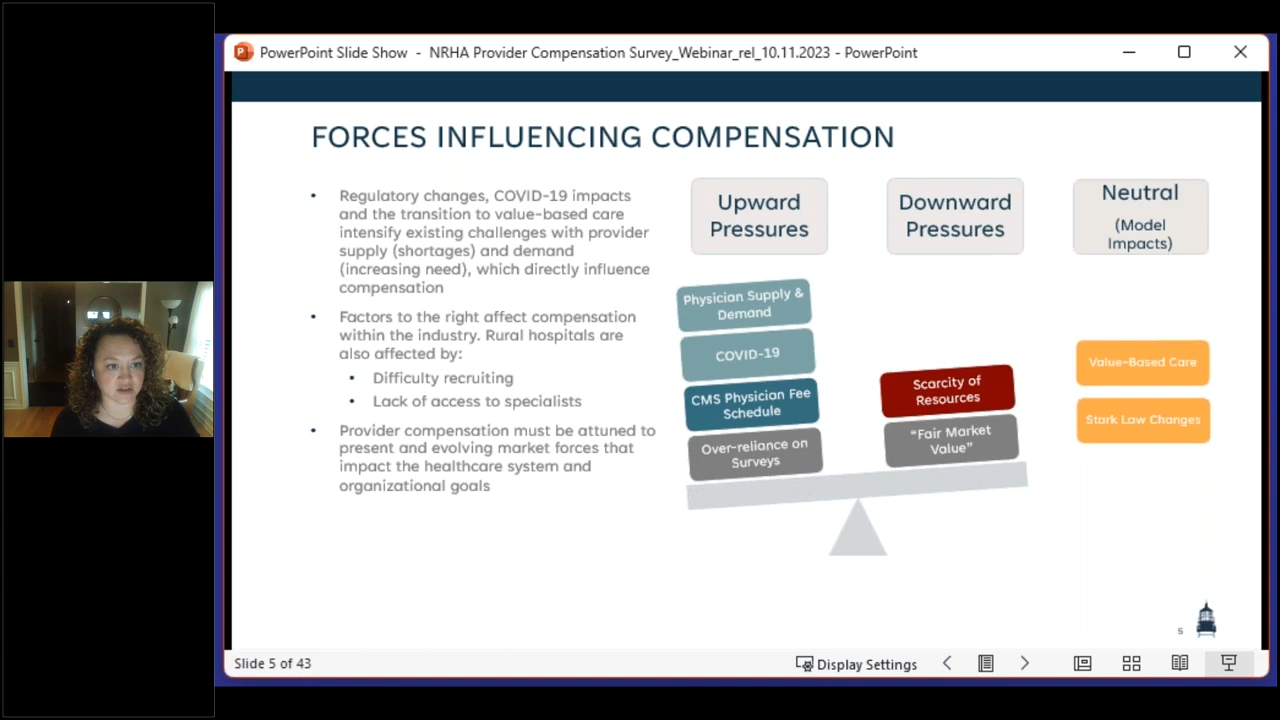 PowerPoint Slide Show - NRHA Provider Compensation Survey_Webinar_rel_10.11.2023 - PowerPoint
FORCES INFLUENCING COMPENSATION
• Regulatory changes, COVID-19 impacts
and the transition to value-based care
intensify existing challenges with provider
supply (shortages) and demand
(increasing need), which directly influence
compensation
• Factors to the right affect compensation
within the industry. Rural hospitals are
also affected by:
• Difficulty recruiting
• Lack of access to specialists
• Provider compensation must be attuned to
present and evolving market forces that
impact the healthcare system and
organizational goals
Upward
Pressures
Physician Supply &
Demand
COVID-19
CMS Physician Fee
Schedule
Over-reliance on
Surveys
Downward
Pressures
Scarcity of
Resources
“Fair Market
Value”
Neutral
(Model
Impacts)
Value-Based Care
Stark Law Changes
5
Slide 5 of 43
Display Settings